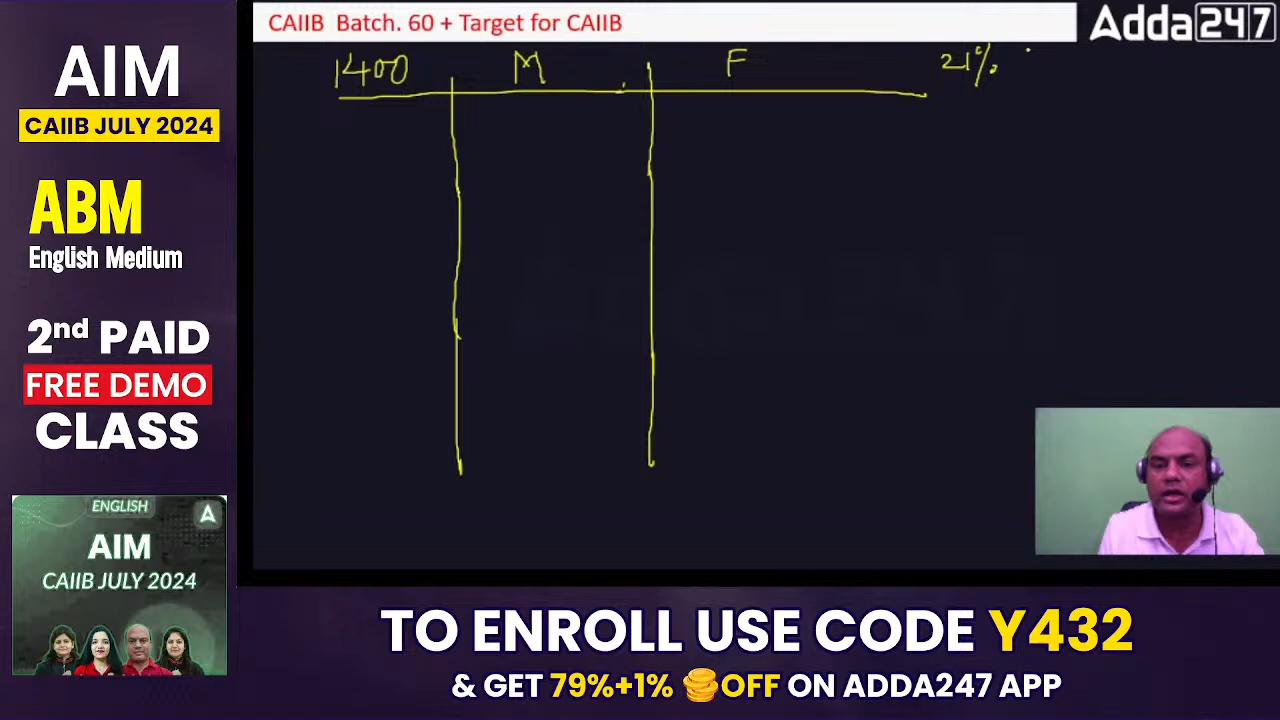 AIM
CAIIB JULY 2024
ABM
English Medium
2nd PAID
FREE DEMO
CLASS
ENGLISH
AIM
CAIIB JULY 2024
CAIIB Batch. 60 + Target for CAIIB
Adda247
1400 M F 21%
TO ENROLL USE CODE Y432
& GET 79%+1% OFF ON ADDA247 APP